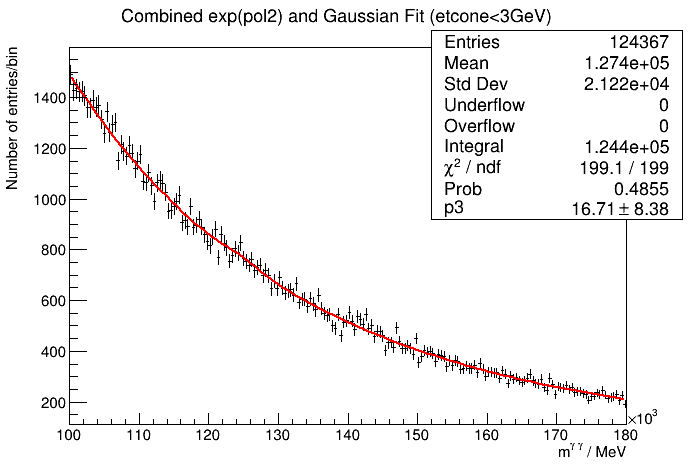 Combined exp(pol2) and Gaussian Fit (etcone<3GeV)
Entries 124367
Mean 1.274e+05
Std Dev 2.122e+04
Underflow 0
Overflow 0
Integral 1.244e+05
χ² / ndf 199.1 / 199
Prob 0.4855
p3 16.71 ± 8.38
Number of entries/bin
1400
1200
1000
800
600
400
200
100 110 120 130 140 150 160 170 180
×10³
m^γγ / MeV